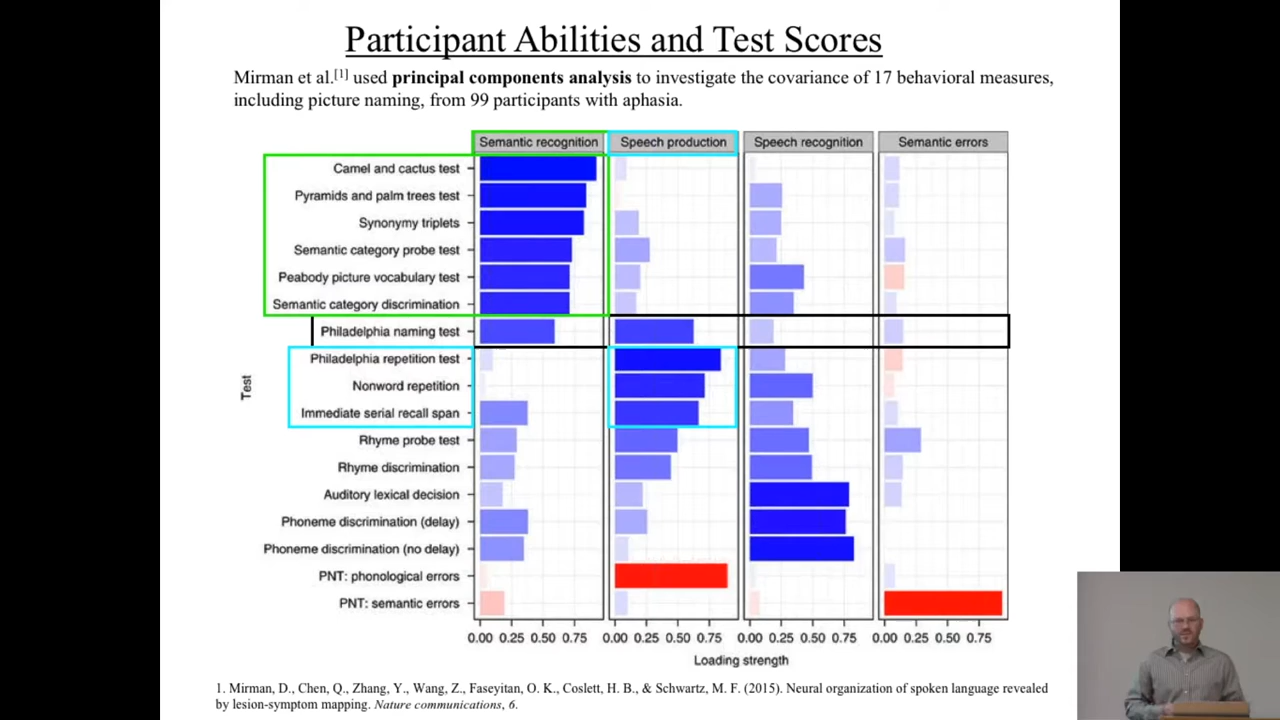 Participant Abilities and Test Scores
Mirman et al.[1] used principal components analysis to investigate the covariance of 17 behavioral measures,
including picture naming, from 99 participants with aphasia.
Semantic recognition Speech production Speech recognition Semantic errors
Camel and cactus test
Pyramids and palm trees test
Synonymy triplets
Semantic category probe test
Peabody picture vocabulary test
Semantic category discrimination
Philadelphia naming test
Philadelphia repetition test
Nonword repetition
Immediate serial recall span
Rhyme probe test
Rhyme discrimination
Auditory lexical decision
Phoneme discrimination (delay)
Phoneme discrimination (no delay)
PNT: phonological errors
PNT: semantic errors
Test
0.00 0.25 0.50 0.75 0.00 0.25 0.50 0.75 0.00 0.25 0.50 0.75 0.00 0.25 0.50 0.75
Loading strength
1. Mirman, D., Chen, Q., Zhang, Y., Wang, Z., Faseyitan, O. K., Coslett, H. B., & Schwartz, M. F. (2015). Neural organization of spoken language revealed
by lesion-symptom mapping. Nature communications, 6.